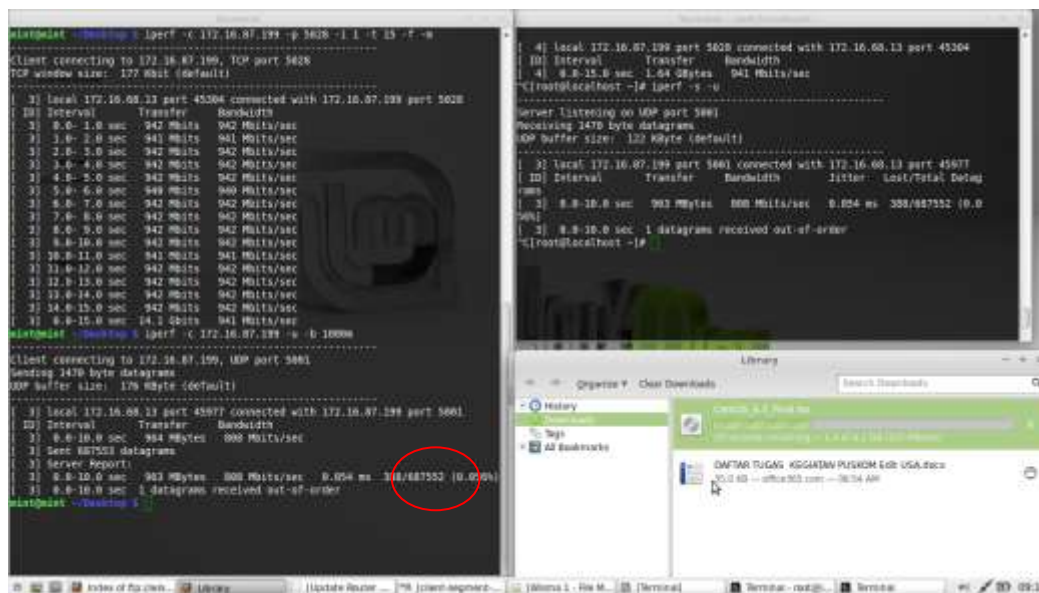 mint@mint ~/Desktop $ iperf -c 172.16.87.199 -p 5028 -i 1 -t 15 -f -m
Client connecting to 172.16.87.199, TCP port 5028
TCP window size: 177 Kbit (default)
[ 3] local 172.16.68.13 port 45304 connected with 172.16.87.199 port 5028
[ ID] Interval Transfer Bandwidth
[ 3] 0.0- 1.0 sec 942 Mbits 942 Mbits/sec
[ 3] 1.0- 2.0 sec 941 Mbits 941 Mbits/sec
[ 3] 2.0- 3.0 sec 942 Mbits 942 Mbits/sec
[ 3] 3.0- 4.0 sec 942 Mbits 942 Mbits/sec
[ 3] 4.0- 5.0 sec 942 Mbits 942 Mbits/sec
[ 3] 5.0- 6.0 sec 940 Mbits 940 Mbits/sec
[ 3] 6.0- 7.0 sec 942 Mbits 942 Mbits/sec
[ 3] 7.0- 8.0 sec 942 Mbits 942 Mbits/sec
[ 3] 8.0- sec 942 Mbits 942 Mbits/sec
[ 3] 9.0-10.0 sec 942 Mbits 942 Mbits/sec
[ 3] 10.0-11.0 sec 941 Mbits 941 Mbits/sec
[ 3] 11.0-12.0 sec 942 Mbits 942 Mbits/sec
[ 3] 12.0-13.0 sec 942 Mbits 942 Mbits/sec
[ 3] 13.0-14.0 sec 942 Mbits 942 Mbits/sec
[ 3] 14.0-15.0 sec 942 Mbits 942 Mbits/sec
[ 3] 0.0-15.0 sec 14.1 Gbits 941 Mbits/sec
mint@mint ~/Desktop $ iperf -c 172.16.87.199 -u -b 1000m
Client connecting to 172.16.87.199, UDP port 5001
Sending 1470 byte datagrams
UDP buffer size: 176 KByte (default)
[ 3] local 172.16.68.13 port 45977 connected with 172.16.87.199 port 5001
[ ID] Interval Transfer Bandwidth
[ 3] 0.0-10.0 sec 964 MBytes 808 Mbits/sec
[ 3] Sent 687553 datagrams
[ 3] Server Report:
[ 3] 0.0-10.0 sec 963 MBytes 808 Mbits/sec 0.054 ms 388/687552 (0.056%)
[ 3] 0.0-10.0 sec 1 datagrams received out-of-order
mint@mint ~/Desktop $
[ 4] local 172.16.87.199 port 5028 connected with 172.16.68.13 port 45304
[ ID] Interval Transfer Bandwidth
[ 4] 0.0-15.0 sec 1.64 GBytes 941 Mbits/sec
^C[root@localhost ~]# iperf -s -u
Server listening on UDP port 5001
Receiving 1470 byte datagrams
UDP buffer size: 122 KByte (default)
[ 3] local 172.16.87.199 port 5001 connected with 172.16.68.13 port 45977
[ ID] Interval Transfer Bandwidth Jitter Lost/Total Datag
rams
[ 3] 0.0-10.0 sec 963 MBytes 808 Mbits/sec 0.054 ms 388/687552 (0.0
56%)
[ 3] 0.0-10.0 sec 1 datagrams received out-of-order
^C[root@localhost ~]#
Library
Organize Clear Downloads Search Downloads
History
Downloads
Tags
All Bookmarks
DAFTAR TUGAS KEGIATAN PUSKOM Edit USA.docx
35.0 KB — office365.com — 08:54 AM
Index of ftp://em... Library [Update Router ... [client-segment-... [Wilema 1 - File M... [Terminal] Terminal - root@l... Terminal